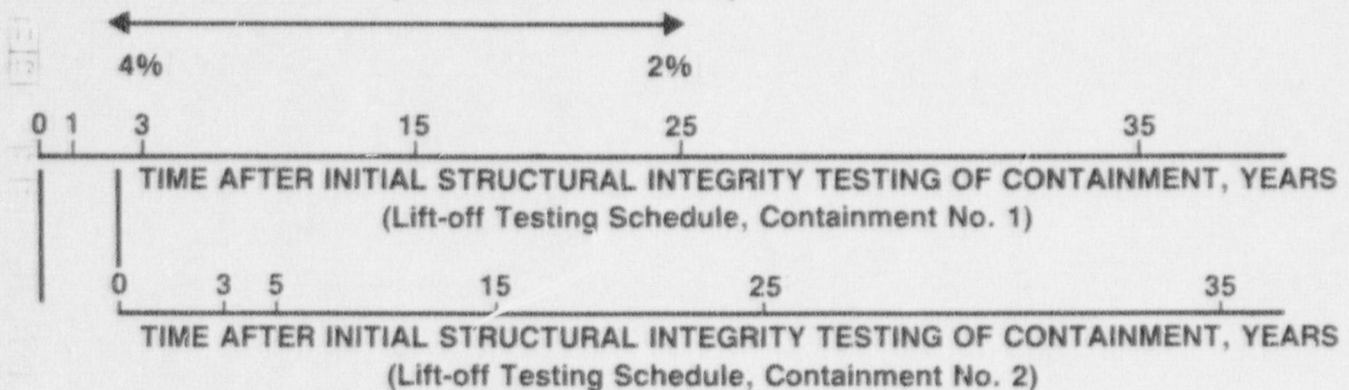 4% 2%
0 1 3 15 25 35
TIME AFTER INITIAL STRUCTURAL INTEGRITY TESTING OF CONTAINMENT, YEARS
(Lift-off Testing Schedule, Containment No. 1)
0 3 5 15 25 35
TIME AFTER INITIAL STRUCTURAL INTEGRITY TESTING OF CONTAINMENT, YEARS
(Lift-off Testing Schedule, Containment No. 2)